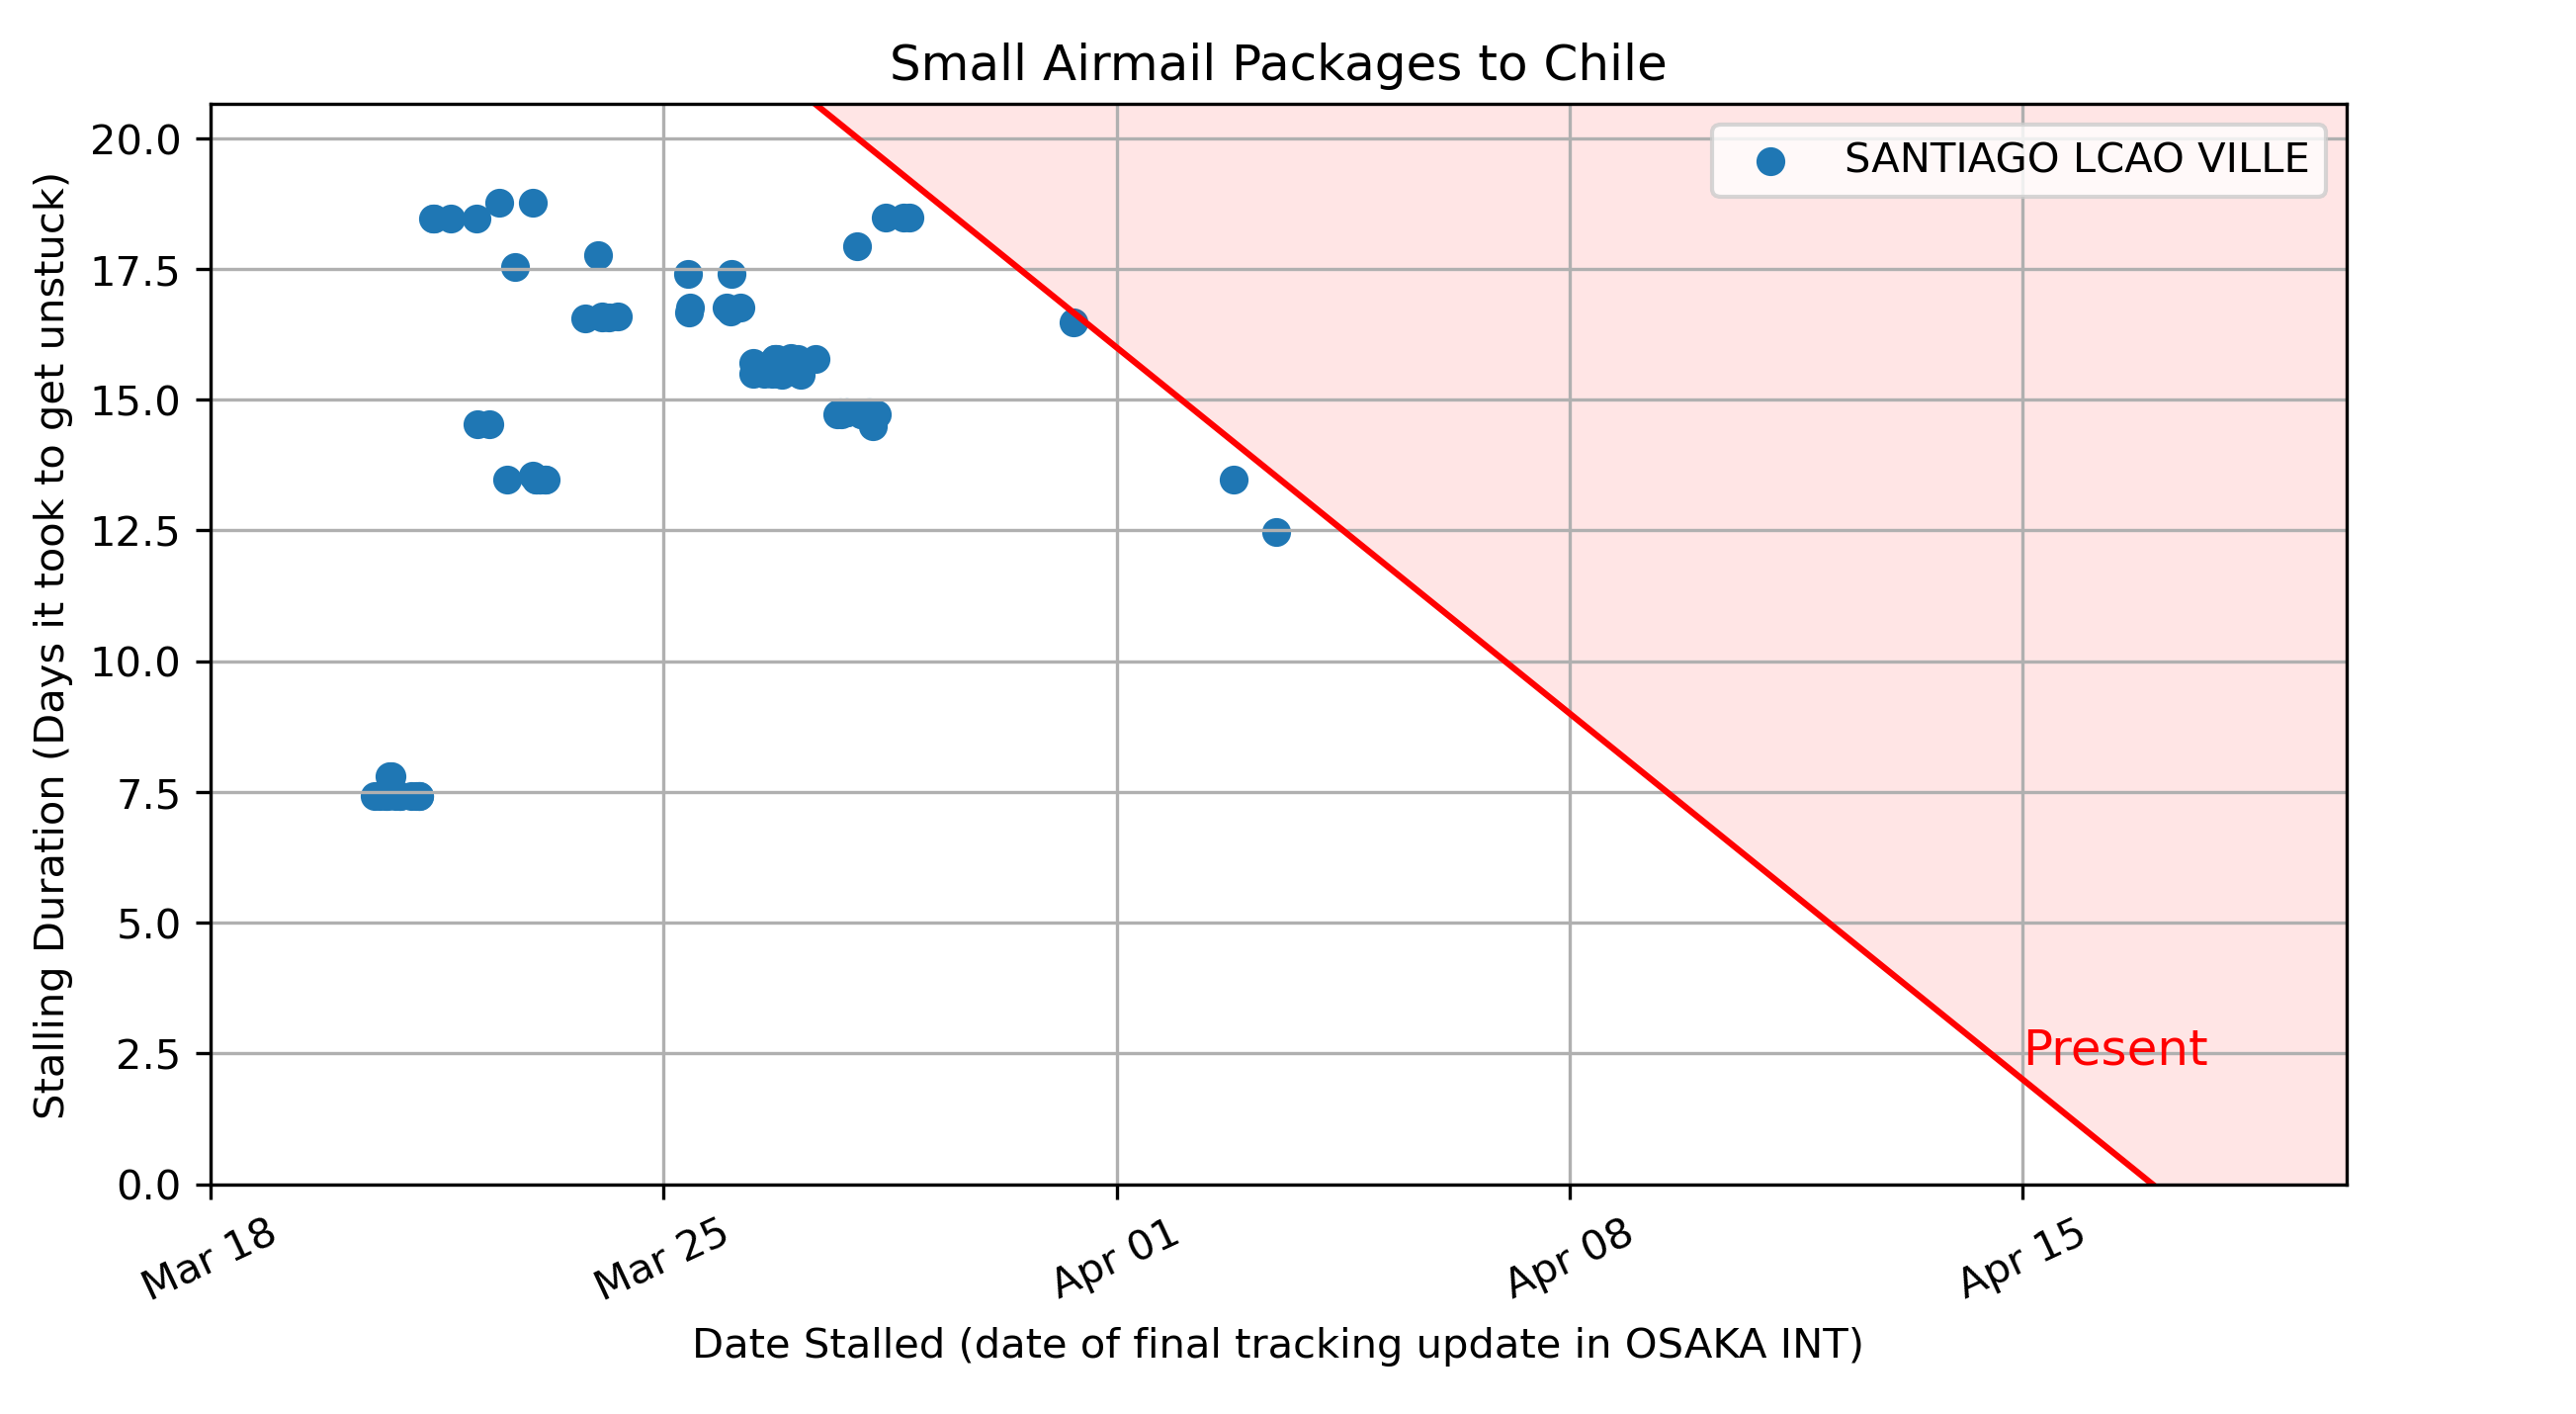 Small Airmail Packages to Chile
SANTIAGO LCAO VILLE
Stalling Duration (Days it took to get unstuck)
20.0
17.5
15.0
12.5
10.0
7.5
5.0
2.5
0.0
Present
Mar 18
Mar 25
Apr 01
Apr 08
Apr 15
Date Stalled (date of final tracking update in OSAKA INT)